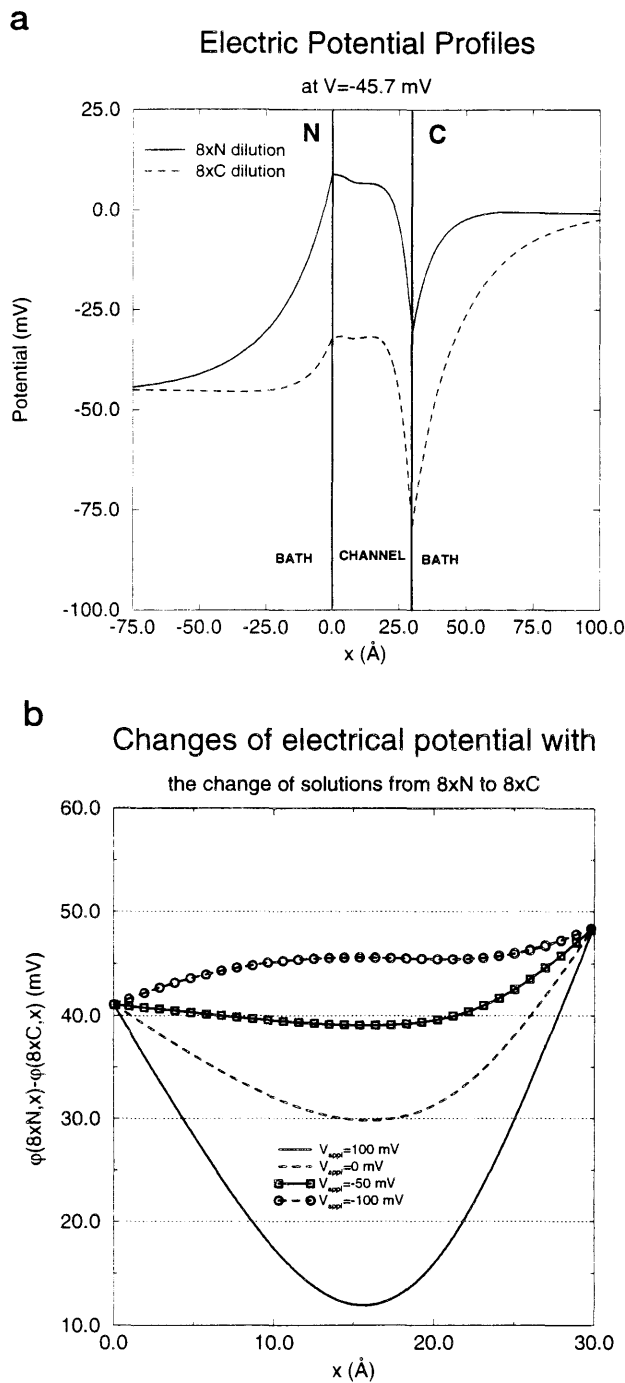 a
Electric Potential Profiles
at V=-45.7 mV
25.0
0.0
-25.0
-50.0
-75.0
-100.0
Potential (mV)
8xN dilution
8xC dilution
N
C
BATH
CHANNEL
BATH
-75.0
-50.0
-25.0
0.0
25.0
50.0
75.0
100.0
x (Å)
b
Changes of electrical potential with
the change of solutions from 8xN to 8xC
60.0
50.0
40.0
30.0
20.0
10.0
φ(8xN,x)-φ(8xC,x) (mV)
V_appl=100 mV
V_appl=0 mV
V_appl=-50 mV
V_appl=-100 mV
0.0
10.0
20.0
30.0
x (Å)